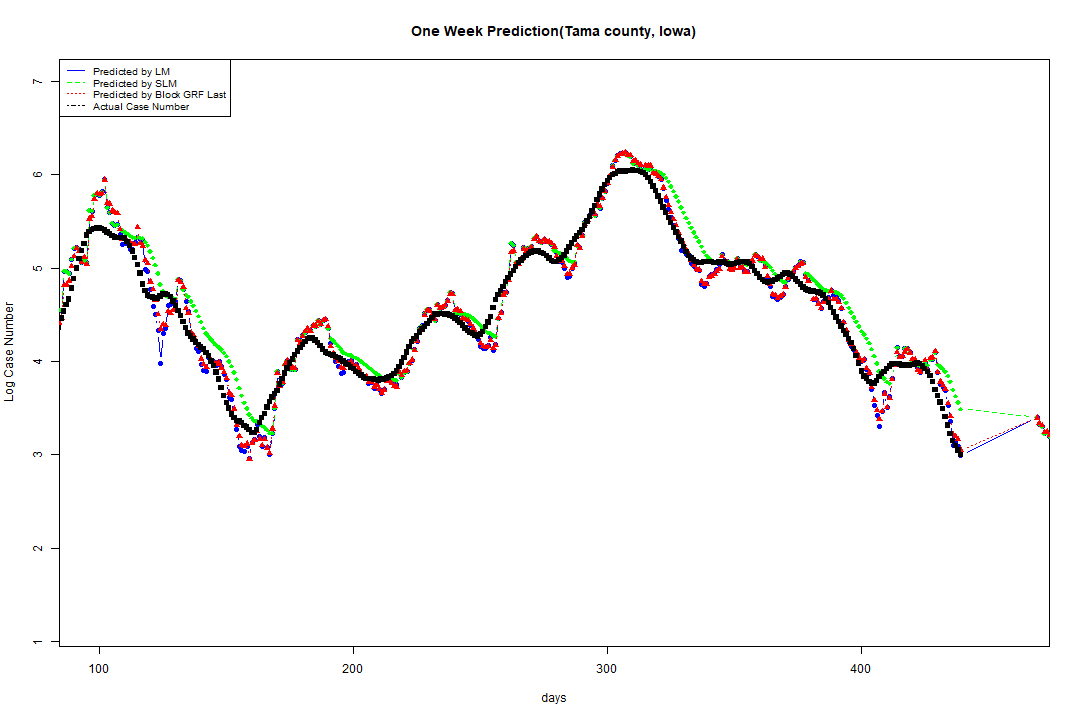 One Week Prediction(Tama county, Iowa)
Predicted by LM
Predicted by SLM
Predicted by Block GRF Last
Actual Case Number
7
6
5
4
3
2
1
Log Case Number
100 200 300 400
days